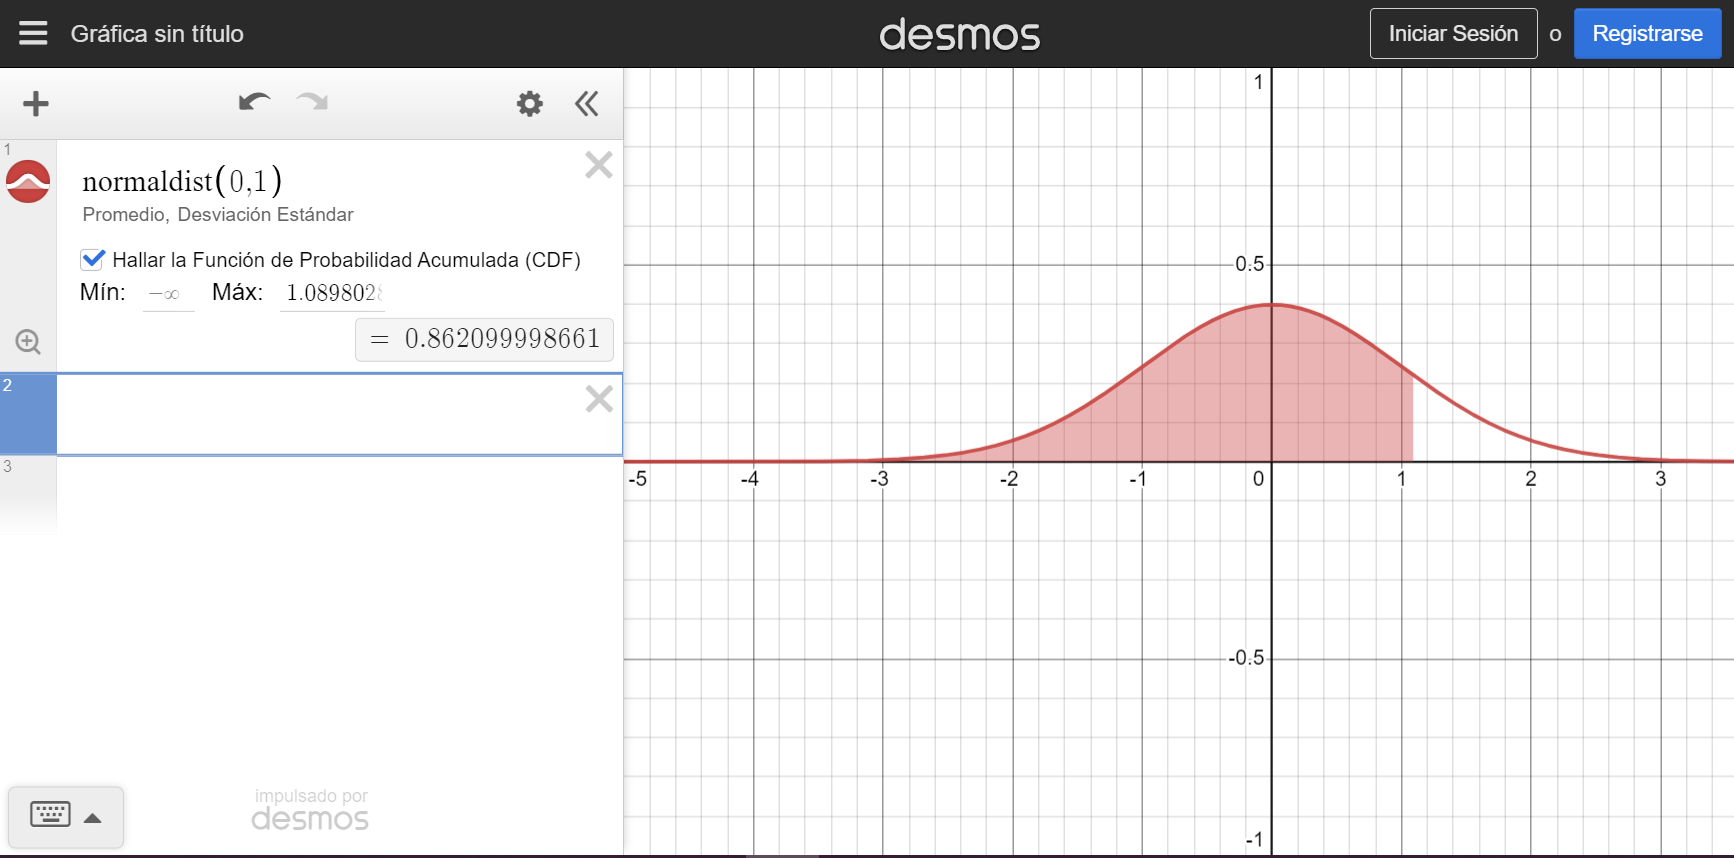 Gráfica sin título
desmos
Iniciar Sesión o Registrarse
1
normaldist(0,1)
Promedio, Desviación Estándar
Hallar la Función de Probabilidad Acumulada (CDF)
Mín: −∞ Máx: 1.089802
= 0.862099998661
2
3
impulsado por
desmos
1
0.5
-5 -4 -3 -2 -1 0 1 2 3
-0.5
-1